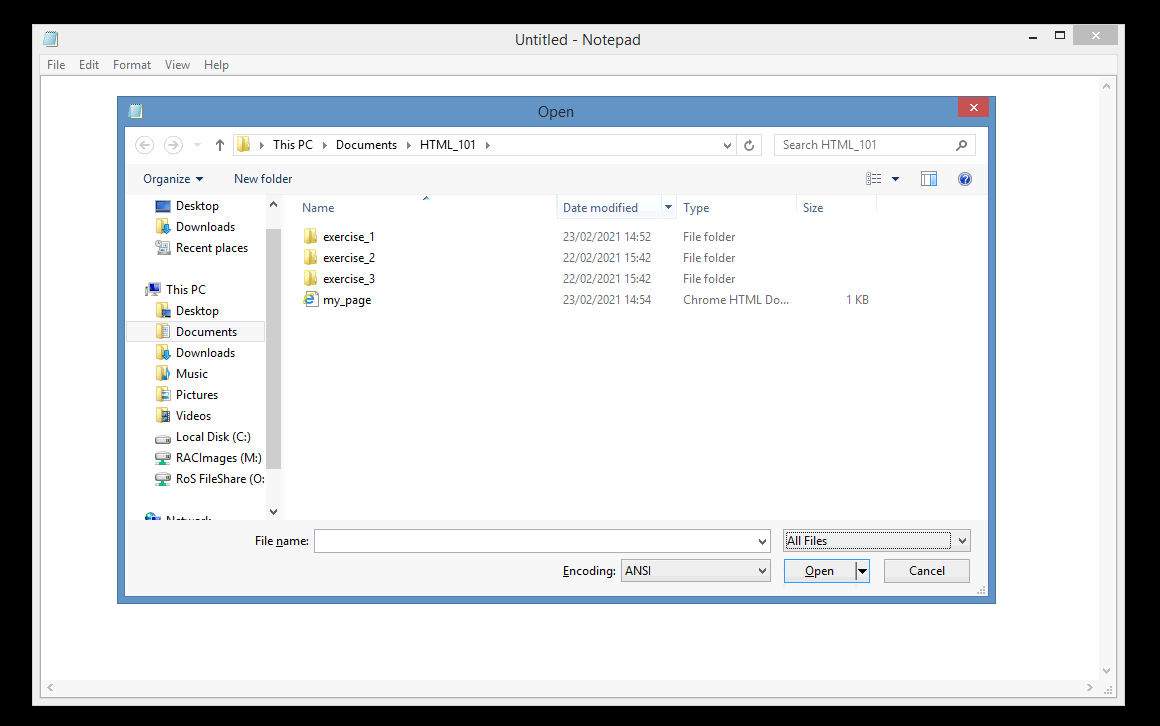 Untitled - Notepad
File Edit Format View Help
Open
This PC Documents HTML_101
Search HTML_101
Organize New folder
Desktop
Downloads
Recent places
This PC
Desktop
Documents
Downloads
Music
Pictures
Videos
Local Disk (C:)
RACImages (M:)
RoS FileShare (O:
Network
Name Date modified Type Size
exercise_1 23/02/2021 14:52 File folder
exercise_2 22/02/2021 15:42 File folder
exercise_3 22/02/2021 15:42 File folder
my_page 23/02/2021 14:54 Chrome HTML Do... 1 KB
File name: All Files
Encoding: ANSI Open Cancel